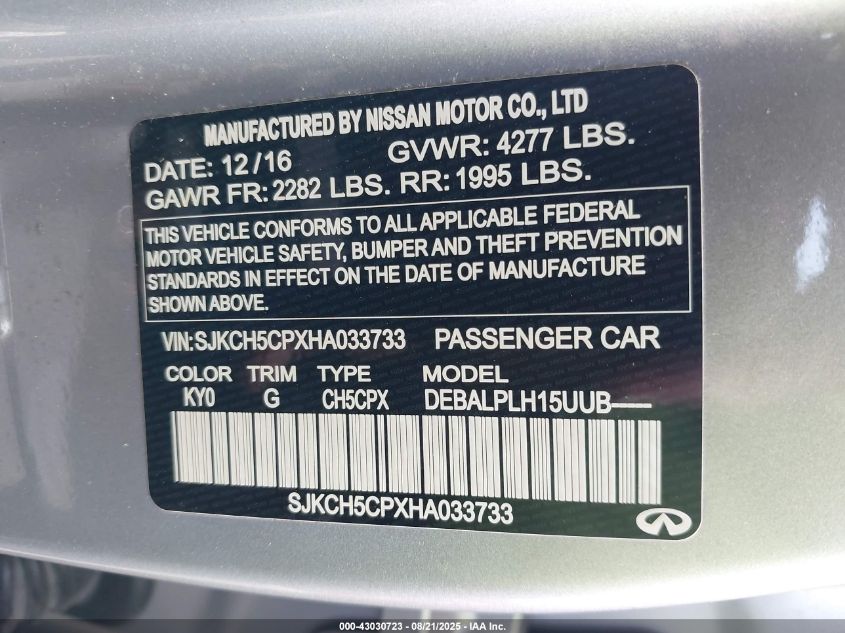 MANUFACTURED BY NISSAN MOTOR CO., LTD
DATE: 12/16 GVWR: 4277 LBS.
GAWR FR: 2282 LBS. RR: 1995 LBS.
THIS VEHICLE CONFORMS TO ALL APPLICABLE FEDERAL
MOTOR VEHICLE SAFETY, BUMPER AND THEFT PREVENTION
STANDARDS IN EFFECT ON THE DATE OF MANUFACTURE
SHOWN ABOVE.
VIN:SJKCH5CPXHA033733 PASSENGER CAR
COLOR TRIM TYPE MODEL
KY0 G CH5CPX DEBALPLH15UUB——
SJKCH5CPXHA033733
000-43030723 - 08/21/2025 - IAA Inc.